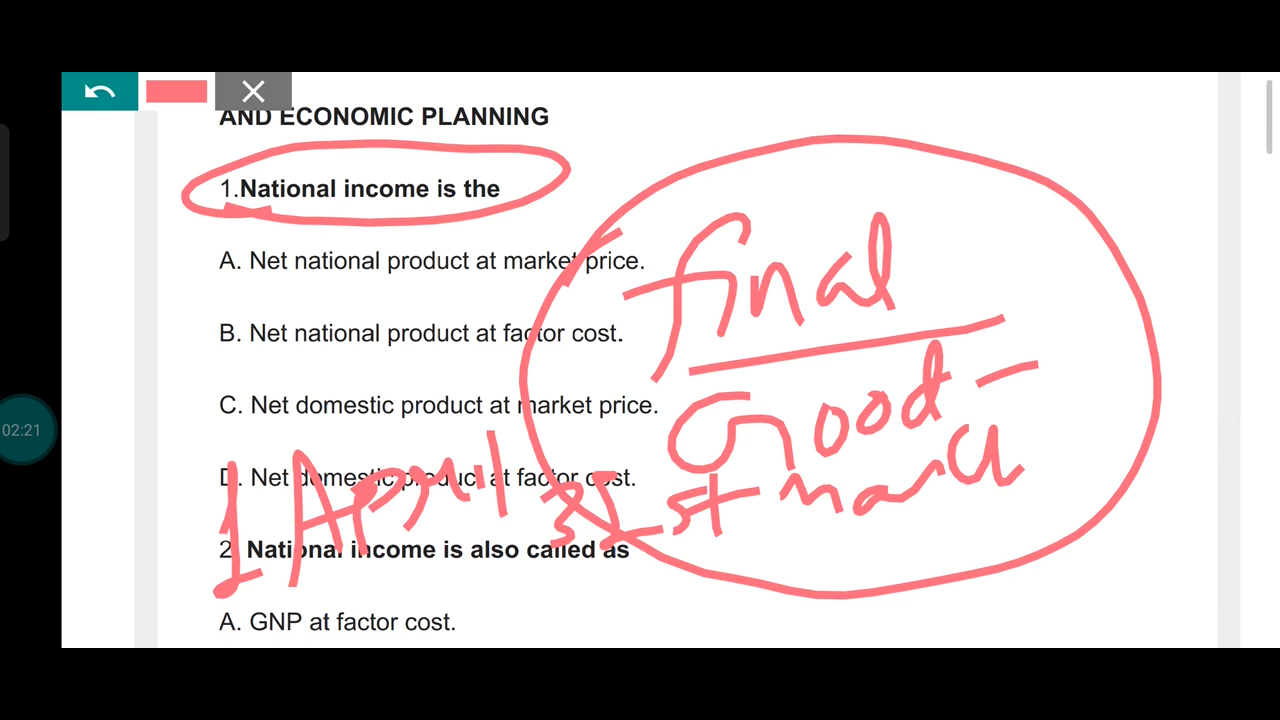 AND ECONOMIC PLANNING
1.National income is the
A. Net national product at market price.
B. Net national product at factor cost.
C. Net domestic product at market price.
D. Net domestic product at factor cost.
2. National income is also called as
A. GNP at factor cost.
final
Good -
1 April 31st march
02:21